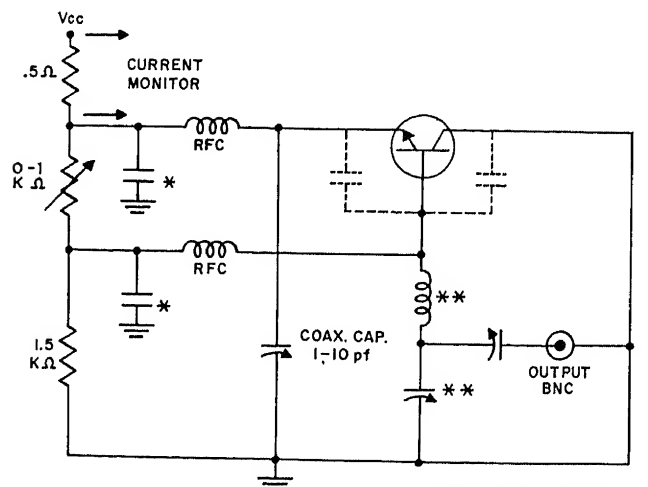 Vcc
.5Ω
CURRENT
MONITOR
RFC
0-1
KΩ
*
RFC
*
**
1.5
KΩ
COAX. CAP.
1-10 pf
**
OUTPUT
BNC